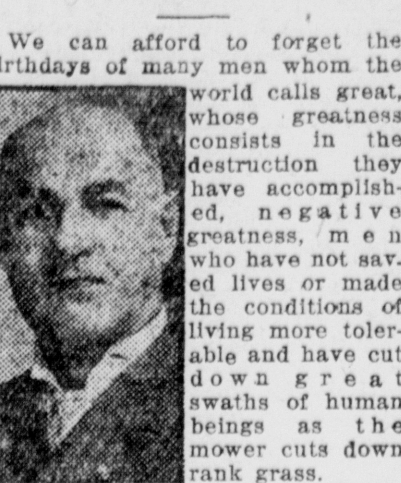 We can afford to forget the
irthdays of many men whom the
world calls great,
whose greatness
consists in the
destruction they
have accomplish-
ed, negative
greatness, men
who have not sav-
ed lives or made
the conditions of
living more toler-
able and have cut
down great
swaths of human
beings as the
mower cuts down
rank grass.